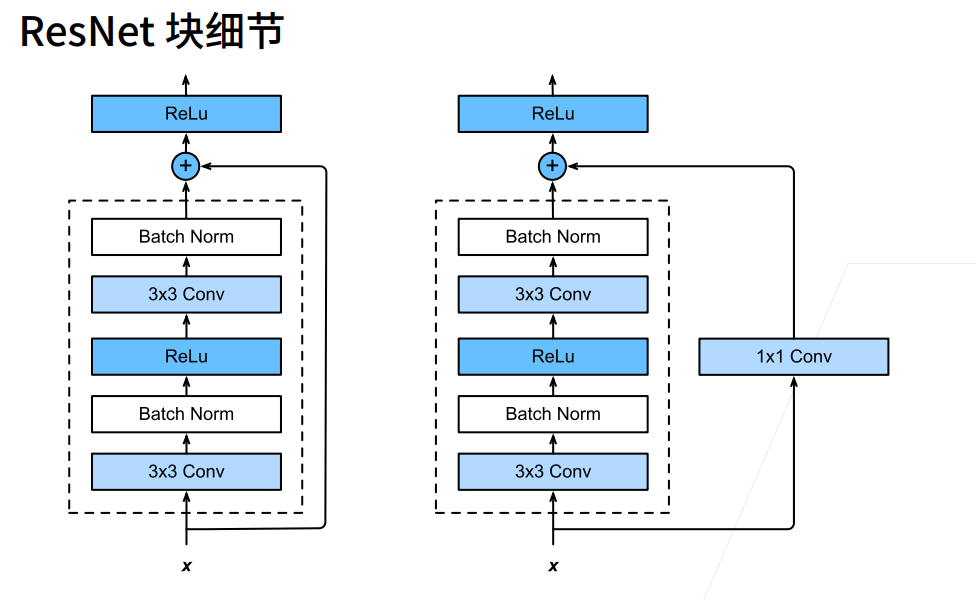 ResNet 块细节
ReLu
+
Batch Norm
3x3 Conv
ReLu
Batch Norm
3x3 Conv
x
ReLu
+
Batch Norm
3x3 Conv
ReLu
Batch Norm
3x3 Conv
x
1x1 Conv